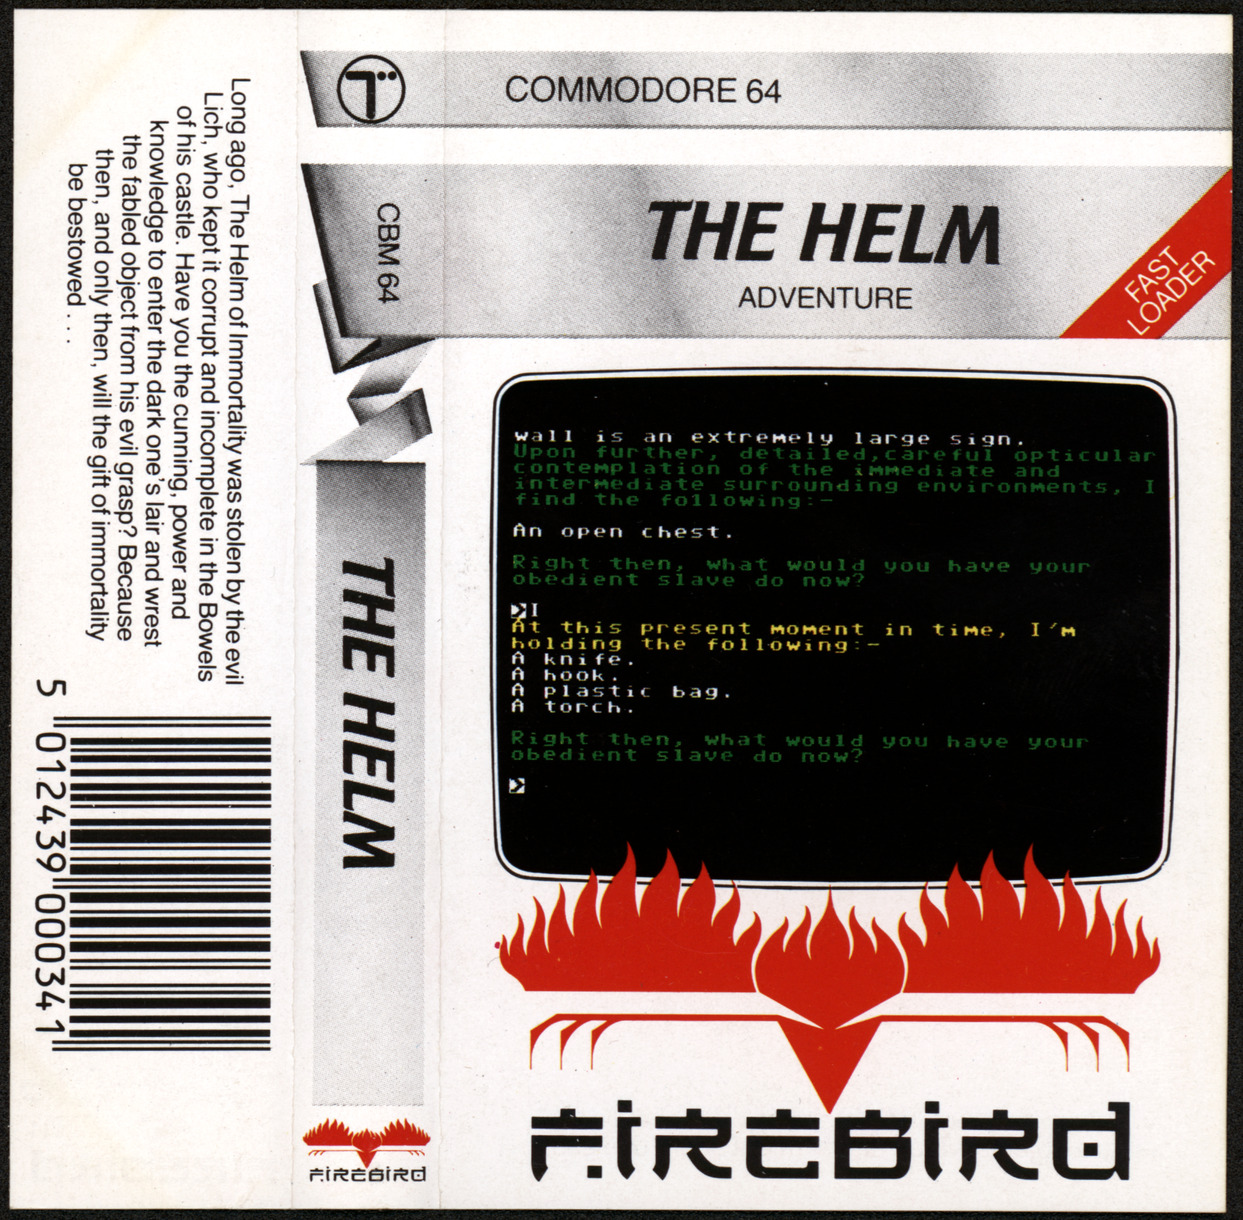 Long ago, The Helm of Immortality was stolen by the evil
Lich, who kept it corrupt and incomplete in the Bowels
of his castle. Have you the cunning, power and
knowledge to enter the dark one's lair and wrest
the fabled object from his evil grasp? Because
then, and only then, will the gift of immortality
be bestowed . . .
5 012439 000341
CBM 64
THE HELM
FIREBIRD
COMMODORE 64
THE HELM
ADVENTURE
FAST
LOADER
wall is an extremely large sign.
Upon further, detailed,careful opticular
contemplation of the immediate and
intermediate surrounding environments, I
find the following:-
An open chest.
Right then, what would you have your
obedient slave do now?
>I
At this present moment in time, I'm
holding the following:-
A knife.
A hook.
A plastic bag.
A torch.
Right then, what would you have your
obedient slave do now?
>
FIREBIRD